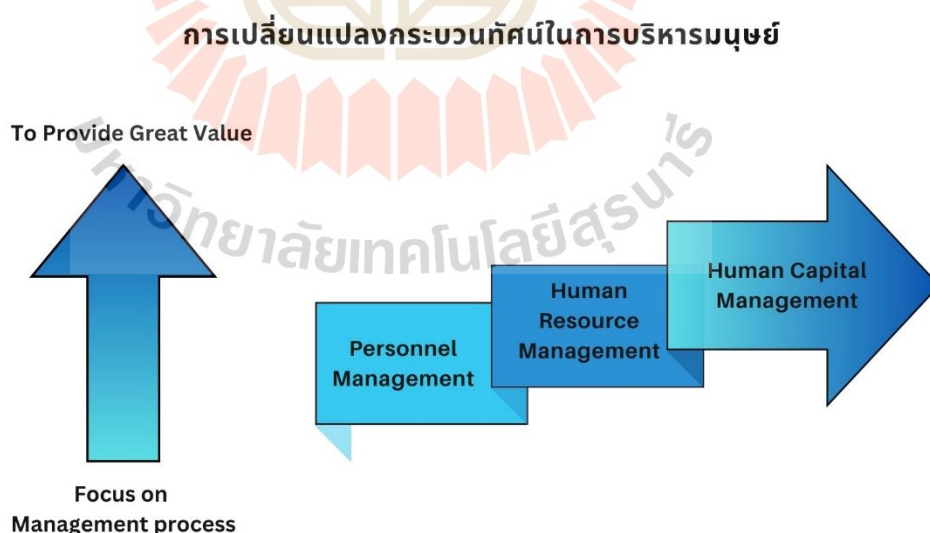 การเปลี่ยนแปลงกระบวนทัศน์ในการบริหารมนุษย์
To Provide Great Value
มหาวิทยาลัยเทคโนโลยีสุรนารี
Human Capital
Management
Human
Resource
Management
Personnel
Management
Focus on
Management process